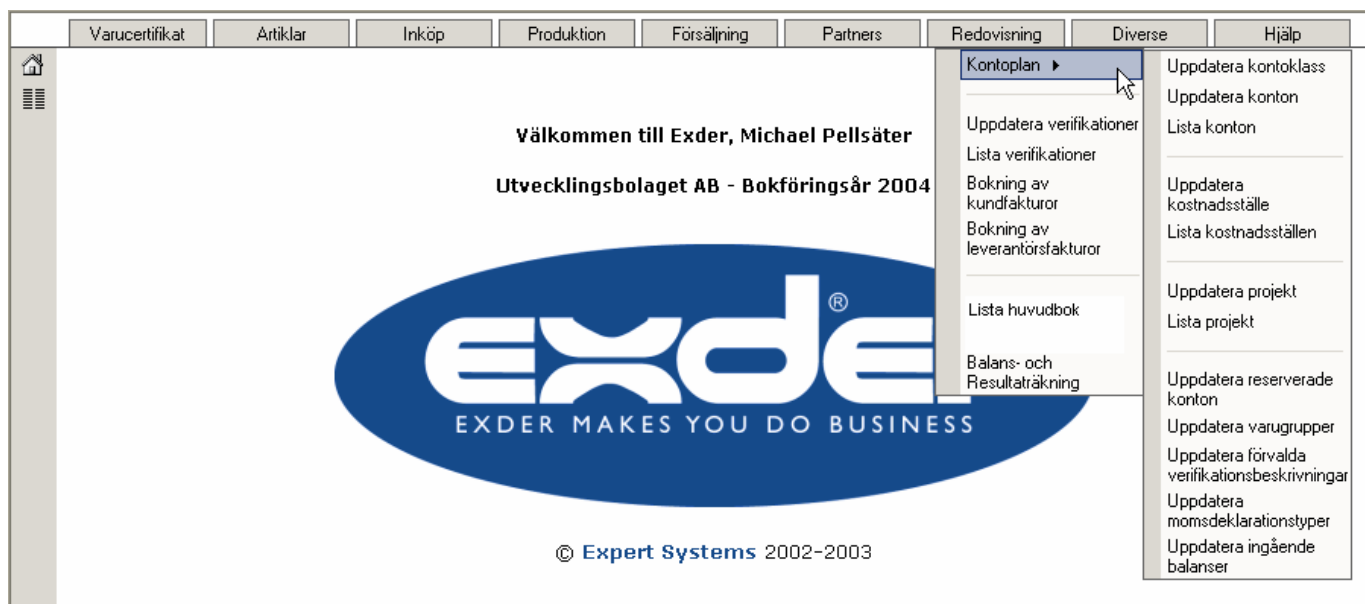 Varucertifikat
Artiklar
Inköp
Produktion
Försäljning
Partners
Redovisning
Diverse
Hjälp
Kontoplan
Uppdatera verifikationer
Lista verifikationer
Bokning av
kundfakturor
Bokning av
leverantörsfakturor
Lista huvudbok
Balans- och
Resultaträkning
Uppdatera kontoklass
Uppdatera konton
Lista konton
Uppdatera
kostnadsställe
Lista kostnadsställen
Uppdatera projekt
Lista projekt
Uppdatera reserverade
konton
Uppdatera varugrupper
Uppdatera förvalda
verifikationsbeskrivningar
Uppdatera
momsdeklarationstyper
Uppdatera ingående
balanser
Välkommen till Exder, Michael Pellsäter
Utvecklingsbolaget AB - Bokföringsår 2004
exder®
EXDER MAKES YOU DO BUSINESS
© Expert Systems 2002-2003